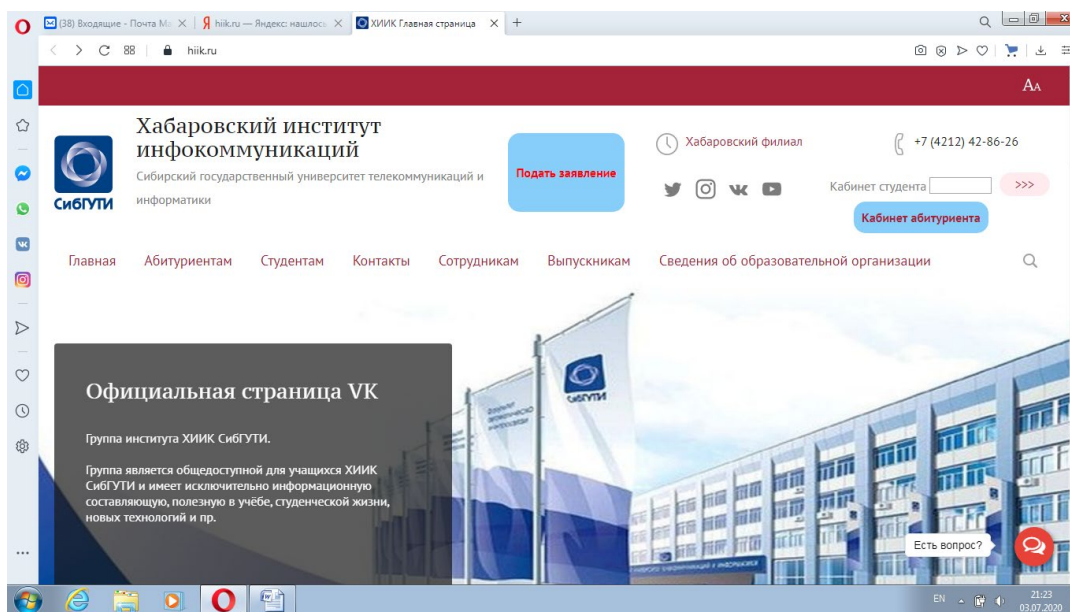 (38) Входящие - Почта Ma
hiik.ru — Яндекс: нашлось
ХИИК Главная страница
hiik.ru
AA
Хабаровский институт
инфокоммуникаций
Сибирский государственный университет телекоммуникаций и
информатики
СибГУТИ
Подать заявление
Хабаровский филиал
+7 (4212) 42-86-26
Кабинет студента
>>>
Кабинет абитуриента
Главная Абитуриентам Студентам Контакты Сотрудникам Выпускникам Сведения об образовательной организации
СибГУТИ
Официальная страница VK
Группа института ХИИК СибГУТИ.
Группа является общедоступной для учащихся ХИИК
СибГУТИ и имеет исключительно информационную
составляющую, полезную в учёбе, студенческой жизни,
новых технологий и пр.
Есть вопрос?
EN
21:23
03.07.2020